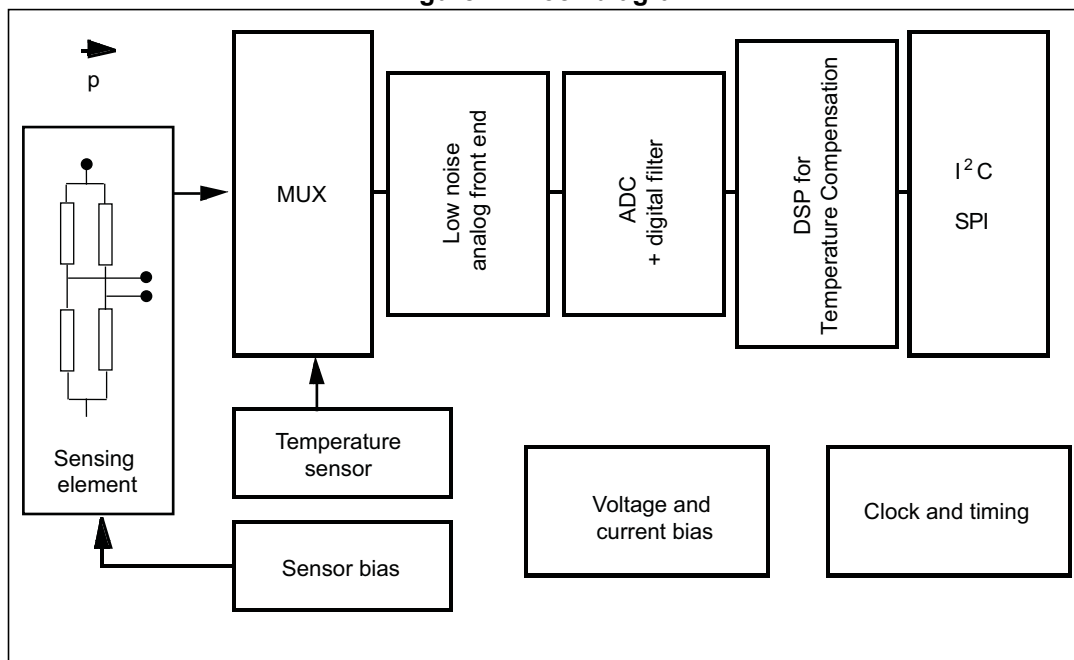 p
Sensing
element
MUX
Temperature
sensor
Sensor bias
Low noise
analog front end
ADC
+ digital filter
DSP for
Temperature Compensation
I²C
SPI
Voltage and
current bias
Clock and timing